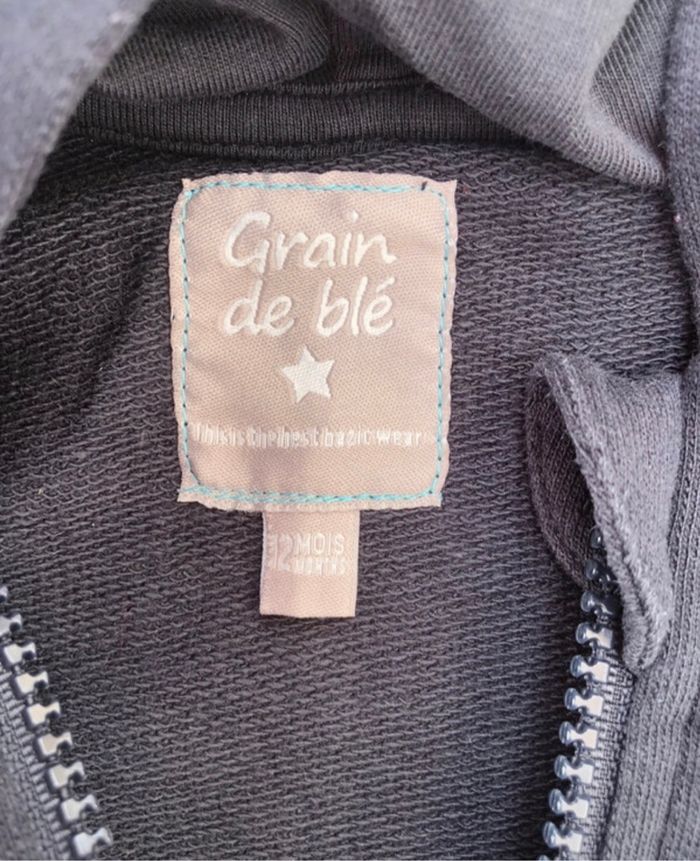 Grain
de blé
This is the best basic wear
12 MOIS
MONTHS